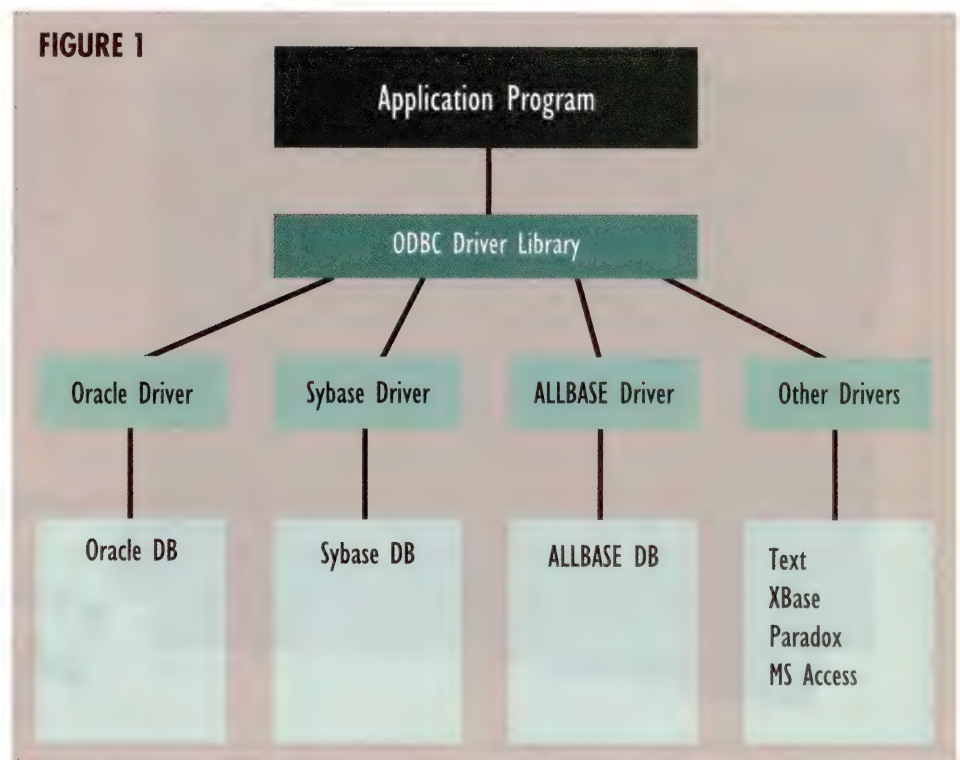 FIGURE 1
Application Program
ODBC Driver Library
Oracle Driver
Sybase Driver
ALLBASE Driver
Other Drivers
Oracle DB
Sybase DB
ALLBASE DB
Text
XBase
Paradox
MS Access